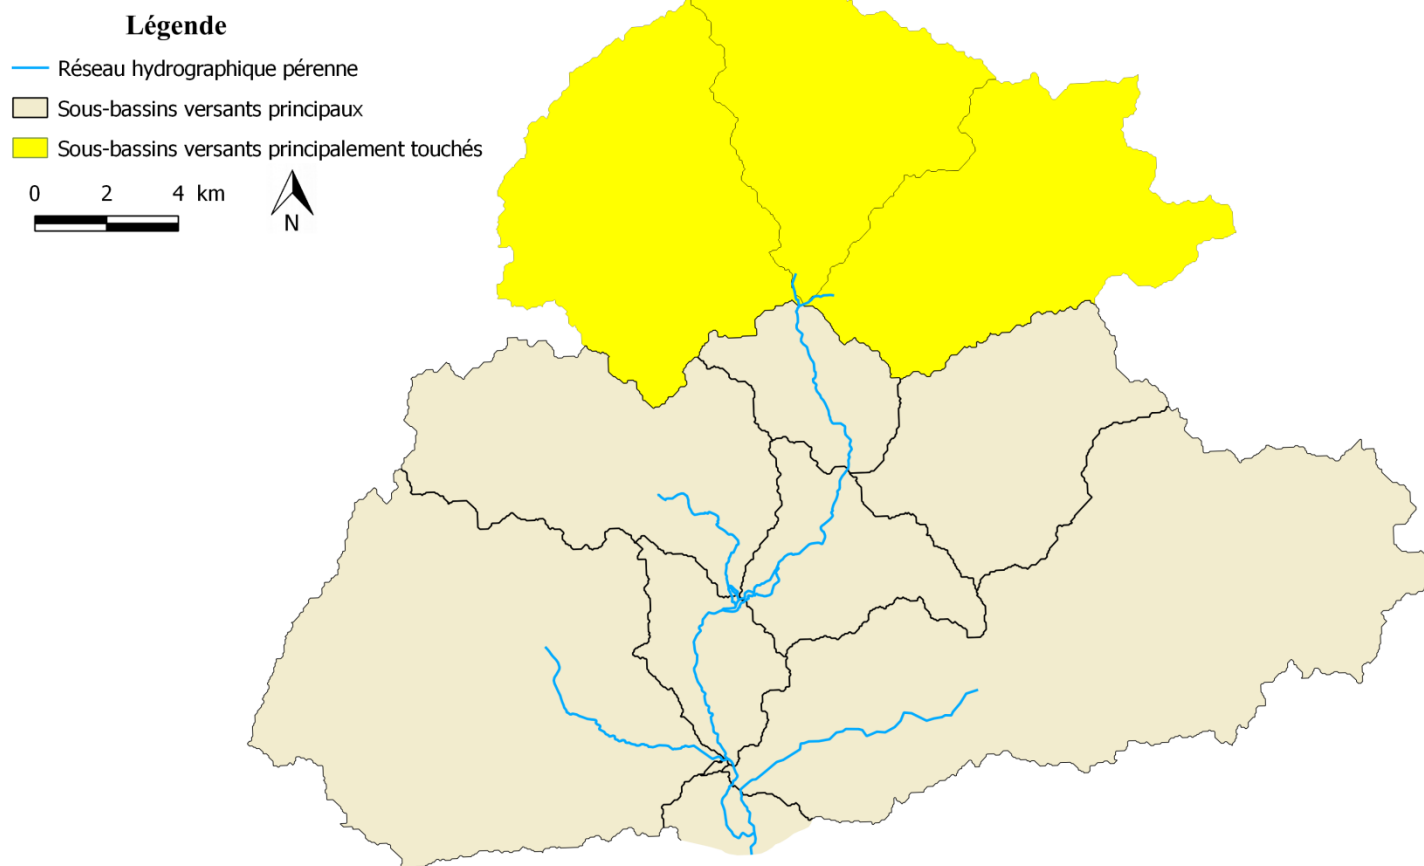 Légende
Réseau hydrographique pérenne
Sous-bassins versants principaux
Sous-bassins versants principalement touchés
0 2 4 km
N